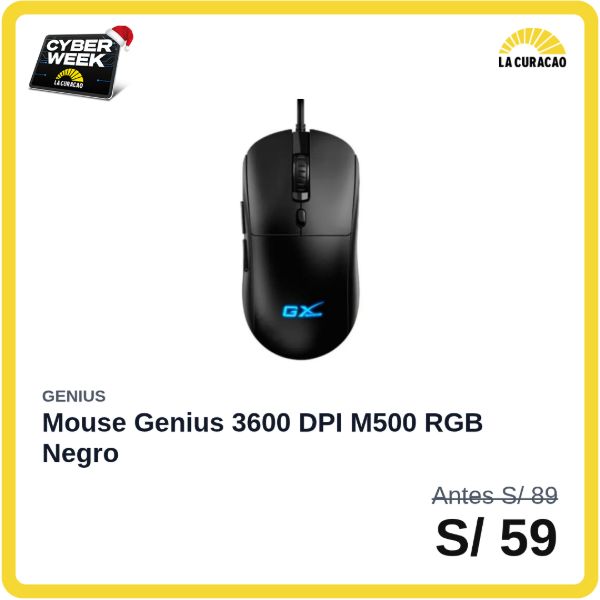 CYBER
WEEK
LA CURACAO
LA CURACAO
GX
GENIUS
Mouse Genius 3600 DPI M500 RGB
Negro
Antes S/ 89
S/ 59